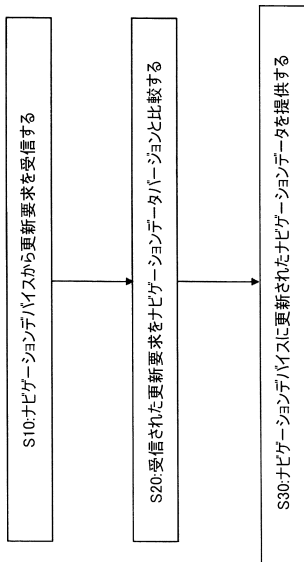 S10:ナビゲーションデバイスから更新要求を受信する
S20:受信された更新要求をナビゲーションデータバージョンと比較する
S30:ナビゲーションデバイスに更新されたナビゲーションデータを提供する